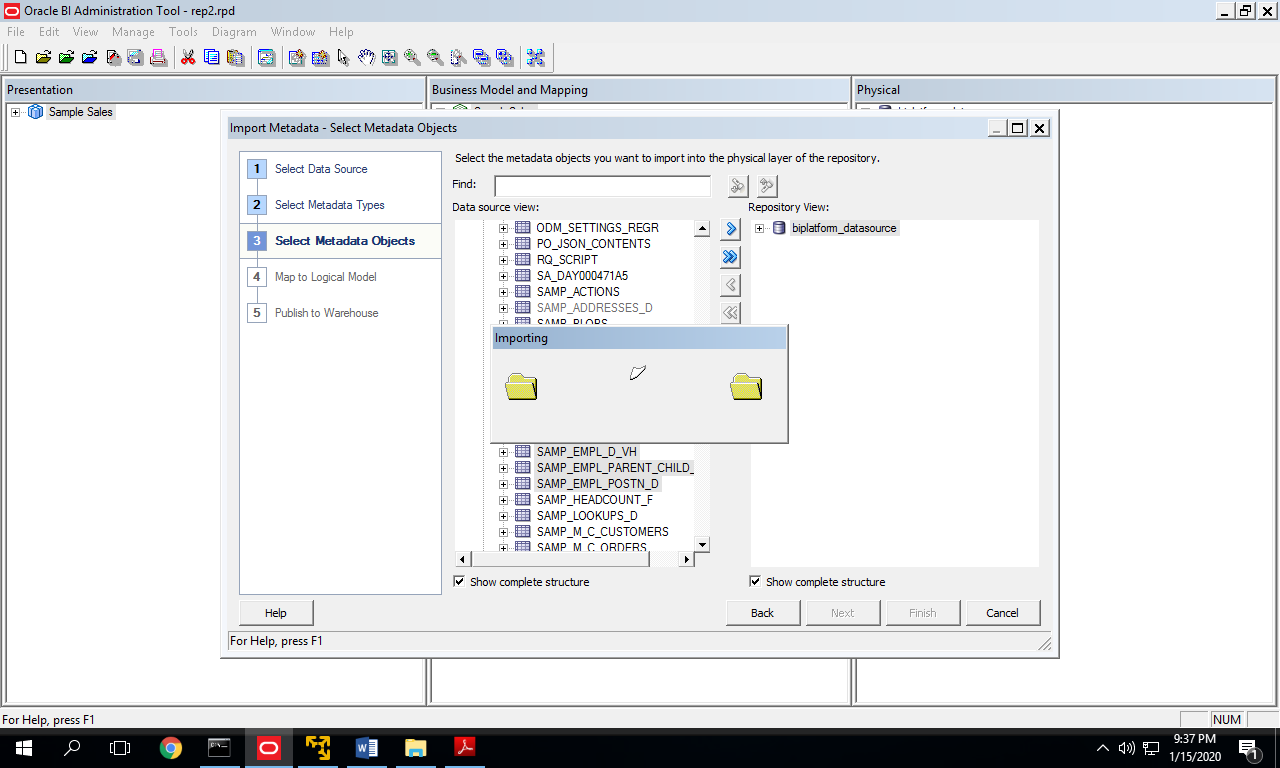 Oracle BI Administration Tool - rep2.rpd
File Edit View Manage Tools Diagram Window Help
Presentation
Business Model and Mapping
Physical
Sample Sales
Import Metadata - Select Metadata Objects
1 Select Data Source
2 Select Metadata Types
3 Select Metadata Objects
4 Map to Logical Model
5 Publish to Warehouse
Select the metadata objects you want to import into the physical layer of the repository.
Find:
Data source view:
Repository View:
ODM_SETTINGS_REGR
PO_JSON_CONTENTS
RQ_SCRIPT
SA_DAY000471A5
SAMP_ACTIONS
SAMP_ADDRESSES_D
biplatform_datasource
Importing
SAMP_EMPL_D_VH
SAMP_EMPL_PARENT_CHILD_
SAMP_EMPL_POSTN_D
SAMP_HEADCOUNT_F
SAMP_LOOKUPS_D
SAMP_M_C_CUSTOMERS
SAMP_M_C_ORDERS
Show complete structure
Show complete structure
Help
Back
Next
Finish
Cancel
For Help, press F1
For Help, press F1
NUM
9:37 PM
1/15/2020
1